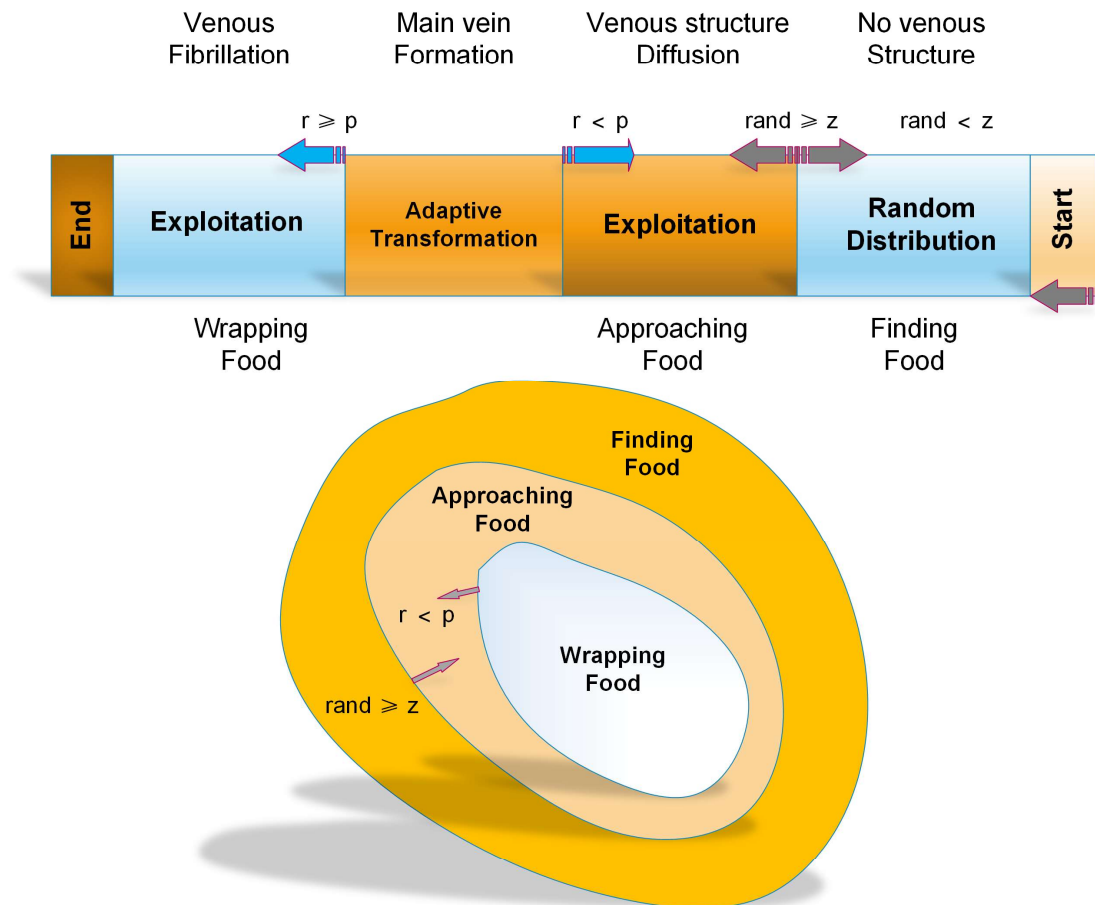 Venous
Fibrillation
Main vein
Formation
Venous structure
Diffusion
No venous
Structure
r ⩾ p
r < p
rand ⩾ z
rand < z
End
Exploitation
Adaptive
Transformation
Exploitation
Random
Distribution
Start
Wrapping
Food
Approaching
Food
Finding
Food
Finding
Food
Approaching
Food
r < p
Wrapping
Food
rand ⩾ z